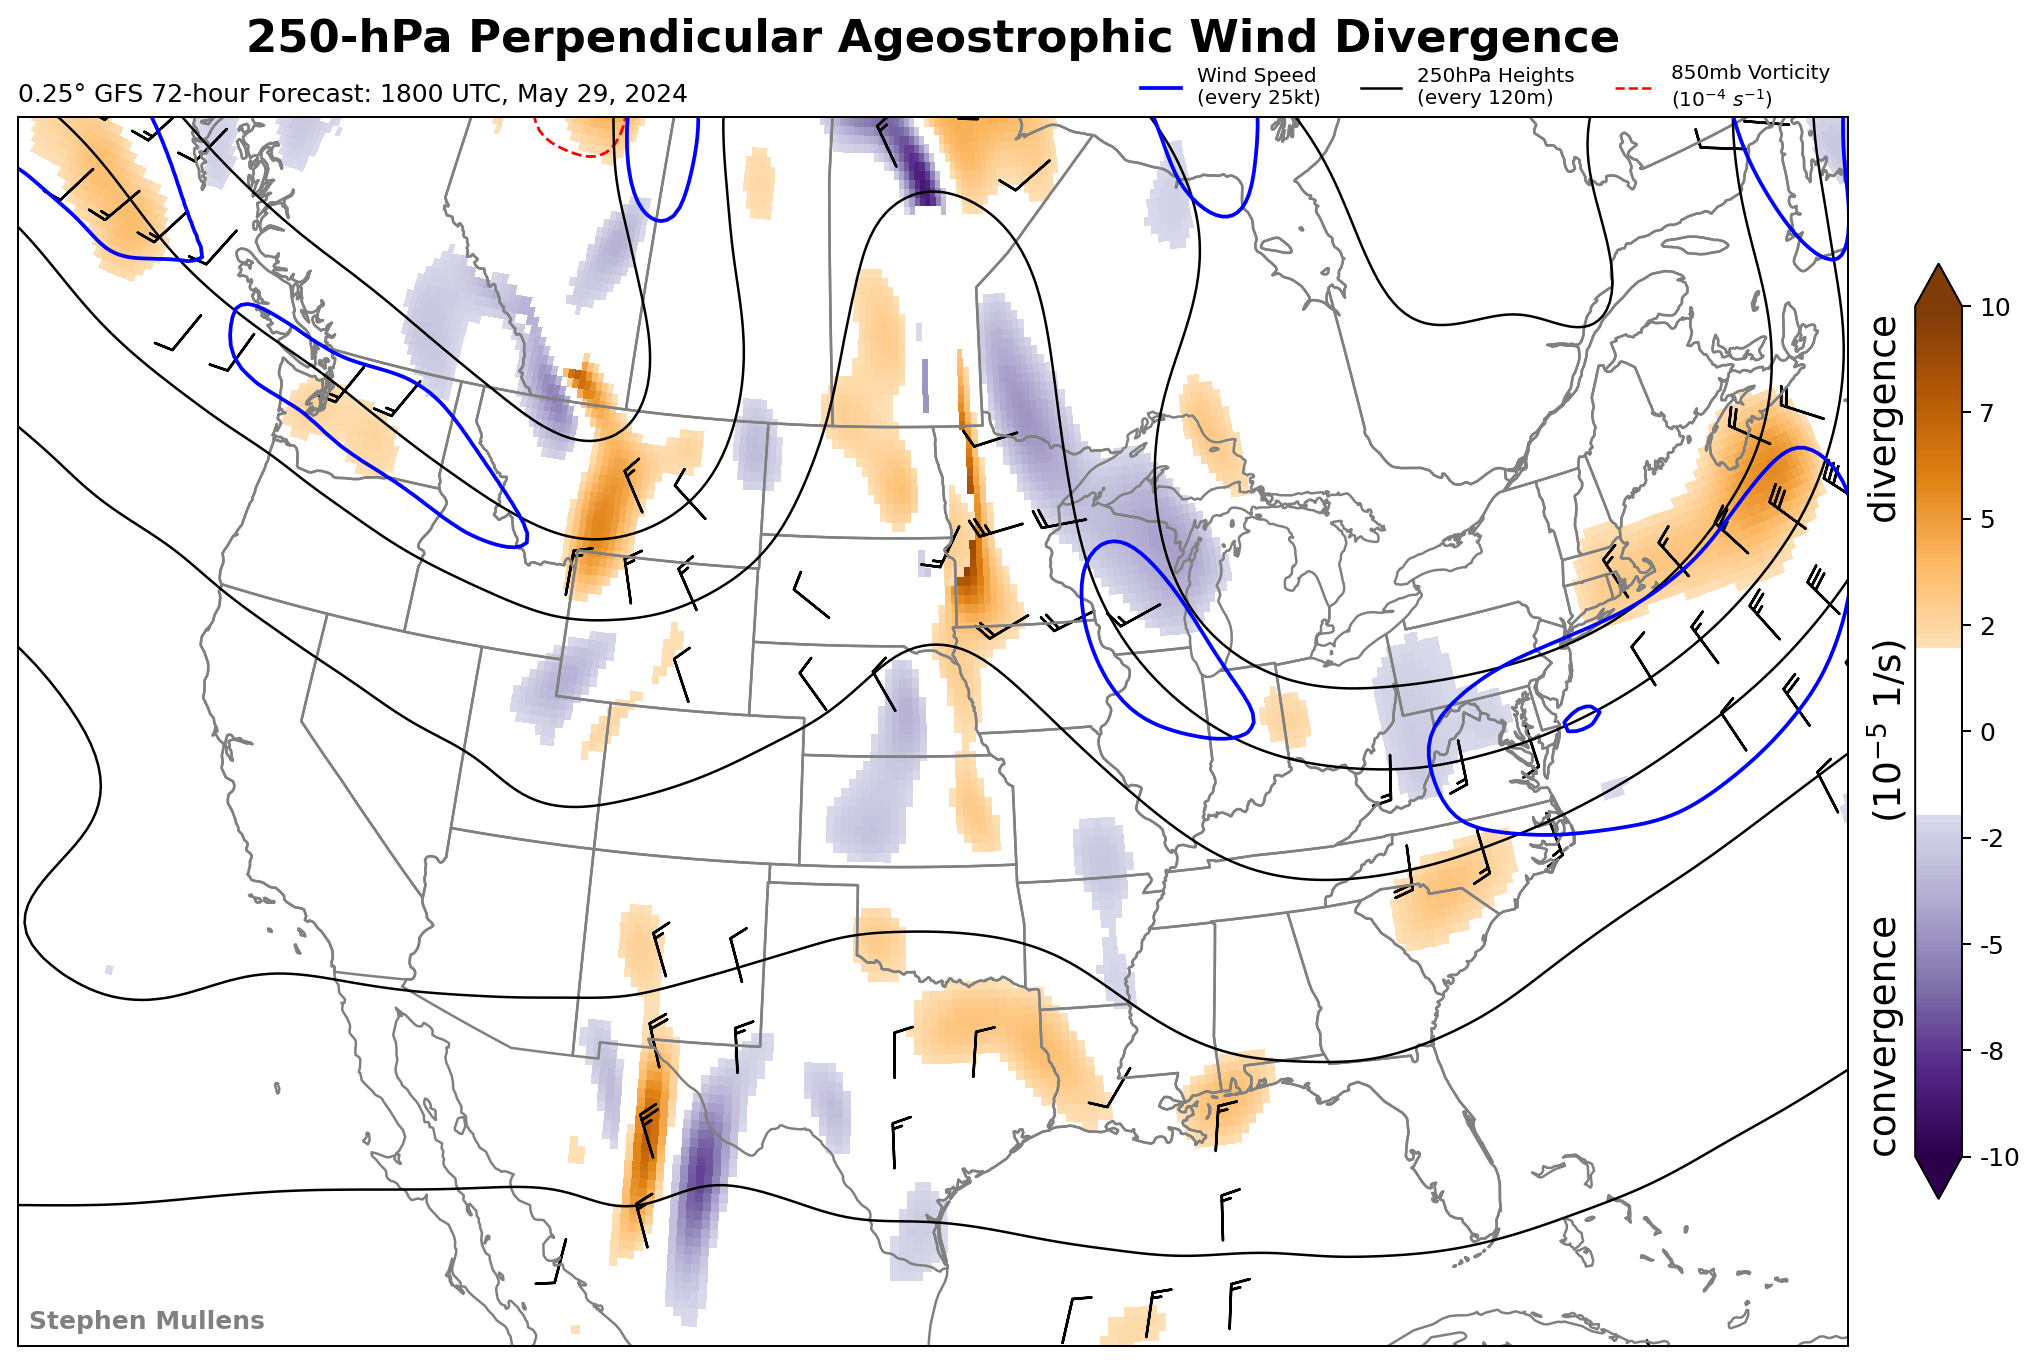 250-hPa Perpendicular Ageostrophic Wind Divergence
0.25° GFS 72-hour Forecast: 1800 UTC, May 29, 2024
Wind Speed
(every 25kt)
250hPa Heights
(every 120m)
850mb Vorticity
(10⁻⁴ s⁻¹)
10
7
5
2
0
-2
-5
-8
-10
convergence (10⁻⁵ 1/s) divergence
Stephen Mullens